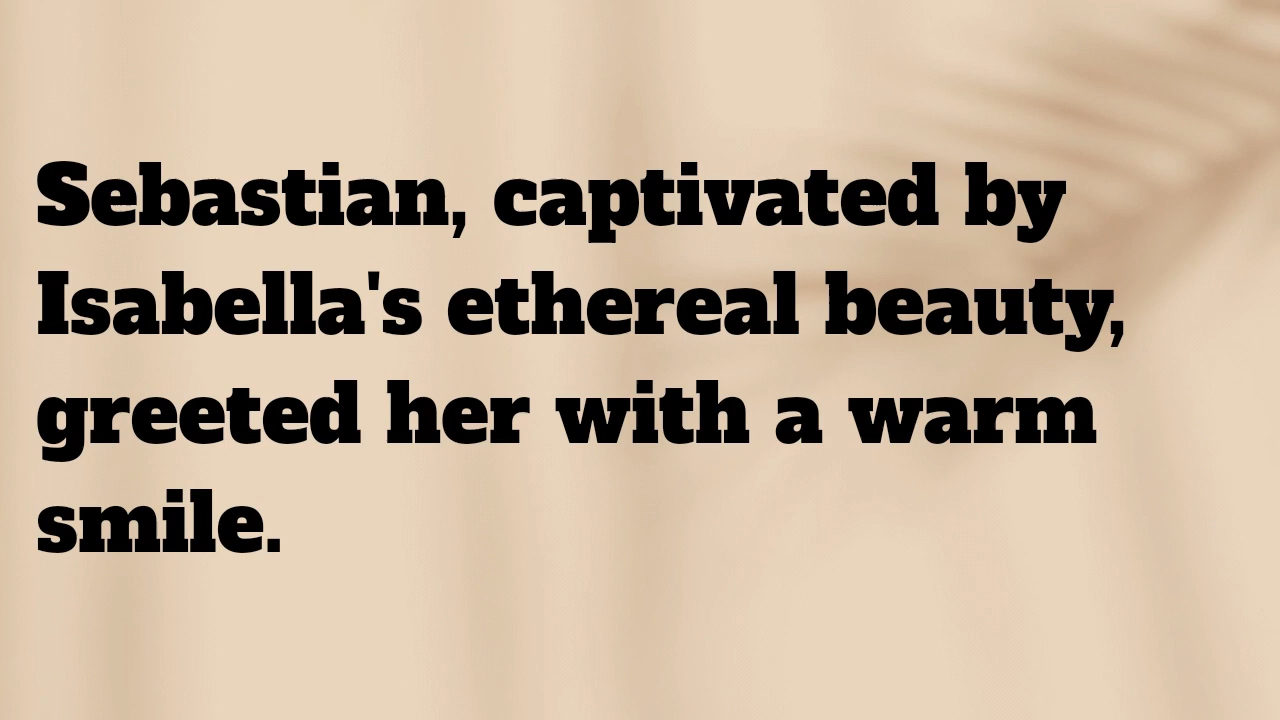 Sebastian, captivated by
Isabella's ethereal beauty,
greeted her with a warm
smile.